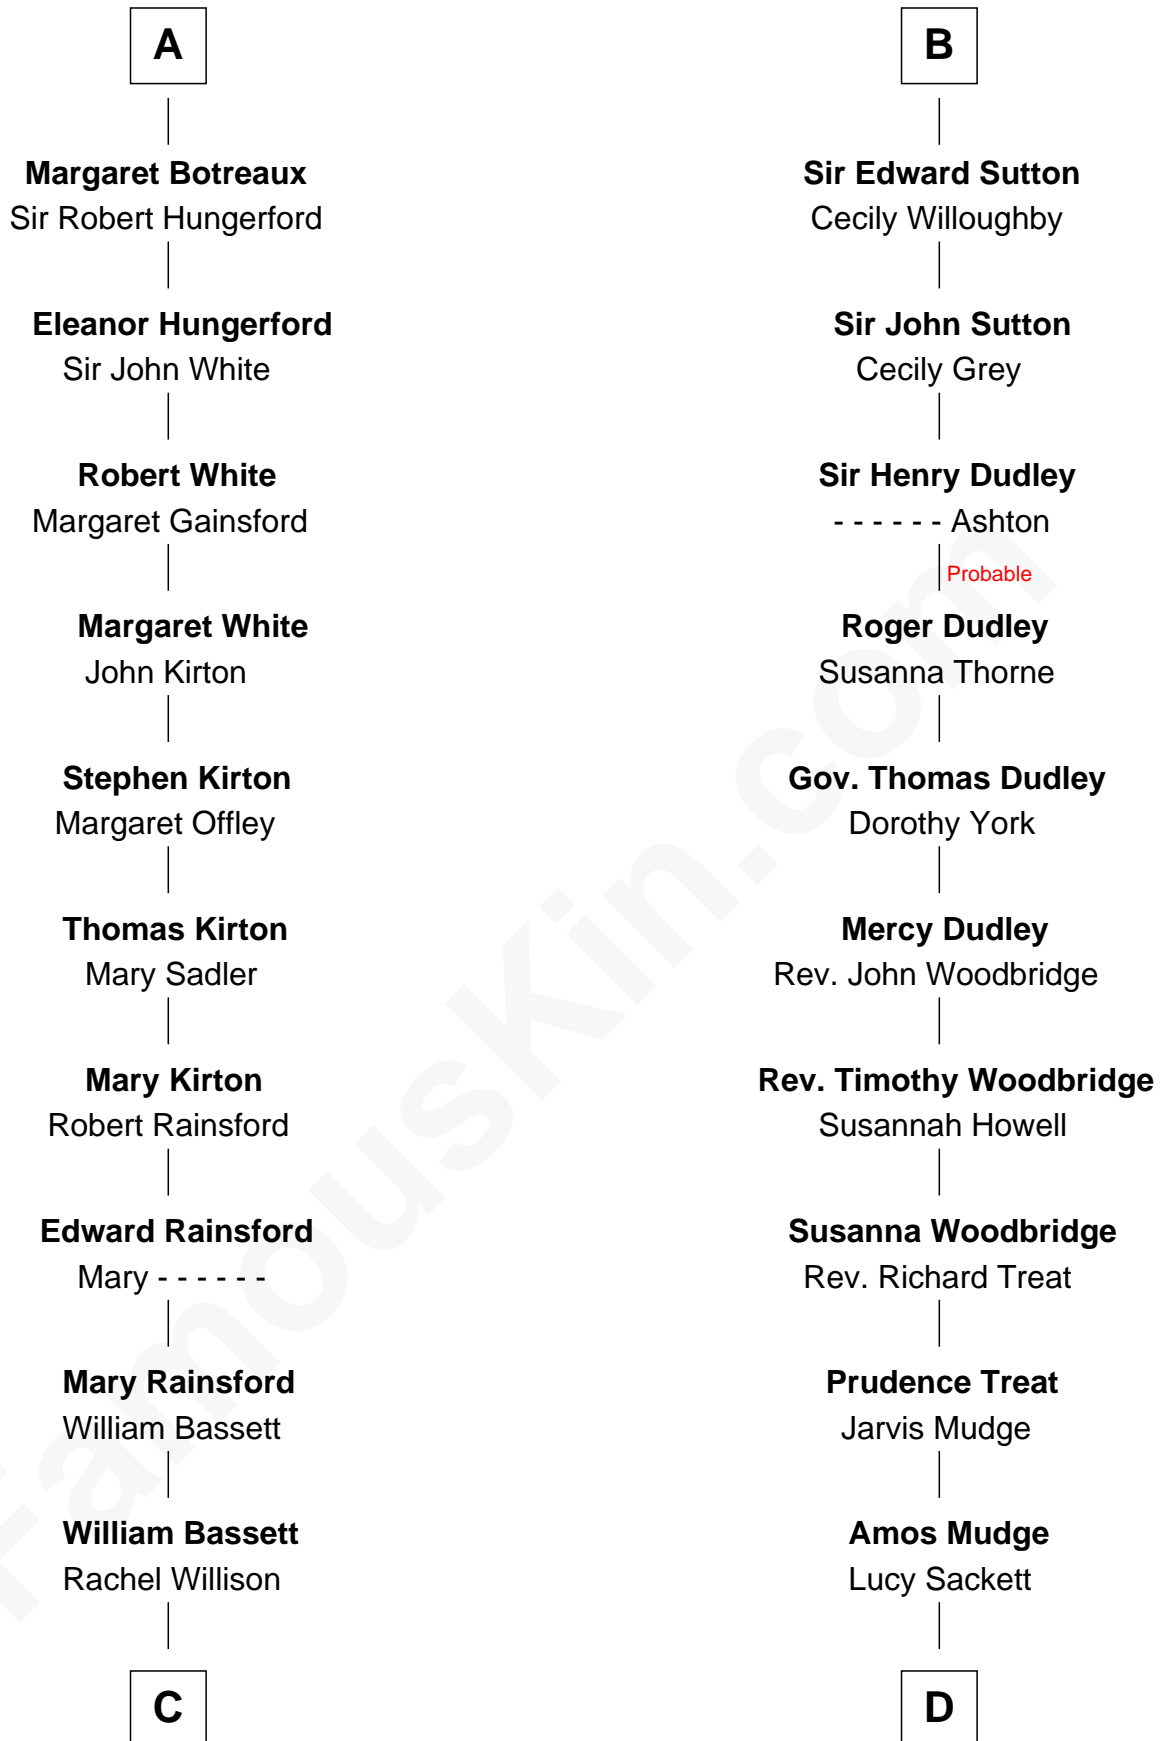 A
Margaret Botreaux
Sir Robert Hungerford
Eleanor Hungerford
Sir John White
Robert White
Margaret Gainsford
Margaret White
John Kirton
Stephen Kirton
Margaret Offley
Thomas Kirton
Mary Sadler
Mary Kirton
Robert Rainsford
Edward Rainsford
Mary - - - - - -
Mary Rainsford
William Bassett
William Bassett
Rachel Willison
C
B
Sir Edward Sutton
Cecily Willoughby
Sir John Sutton
Cecily Grey
Sir Henry Dudley
- - - - - - Ashton
Probable
Roger Dudley
Susanna Thorne
Gov. Thomas Dudley
Dorothy York
Mercy Dudley
Rev. John Woodbridge
Rev. Timothy Woodbridge
Susannah Howell
Susanna Woodbridge
Rev. Richard Treat
Prudence Treat
Jarvis Mudge
Amos Mudge
Lucy Sackett
D
FamousKin.com